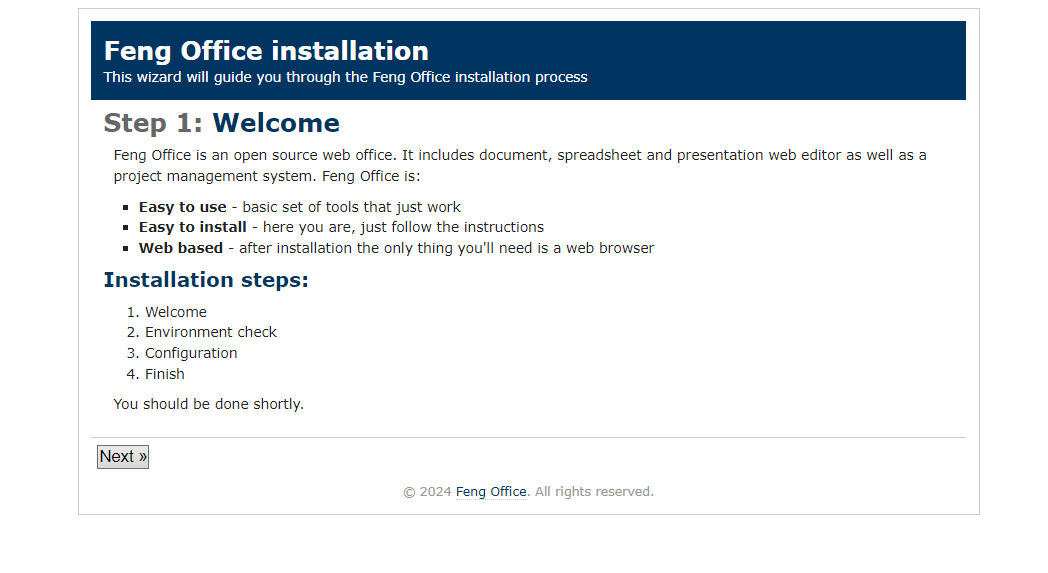 Feng Office installation
This wizard will guide you through the Feng Office installation process
Step 1: Welcome
Feng Office is an open source web office. It includes document, spreadsheet and presentation web editor as well as a
project management system. Feng Office is:
Easy to use - basic set of tools that just work
Easy to install - here you are, just follow the instructions
Web based - after installation the only thing you'll need is a web browser
Installation steps:
1. Welcome
2. Environment check
3. Configuration
4. Finish
You should be done shortly.
Next »
© 2024 Feng Office. All rights reserved.